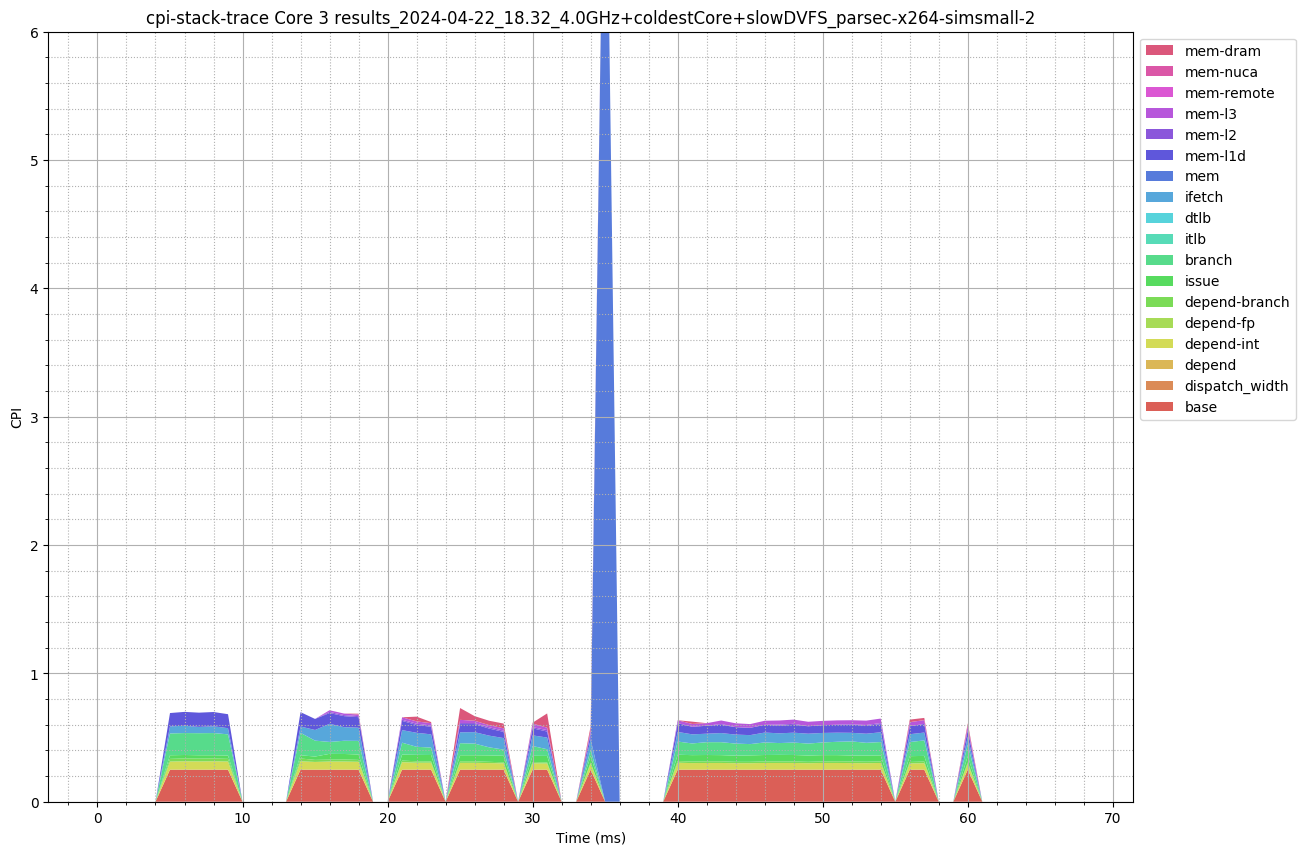 cpi-stack-trace Core 3 results_2024-04-22_18.32_4.0GHz+coldestCore+slowDVFS_parsec-x264-simsmall-2
6
5
4
3
2
1
0
CPI
0 10 20 30 40 50 60 70
Time (ms)
mem-dram
mem-nuca
mem-remote
mem-l3
mem-l2
mem-l1d
mem
ifetch
dtlb
itlb
branch
issue
depend-branch
depend-fp
depend-int
depend
dispatch_width
base